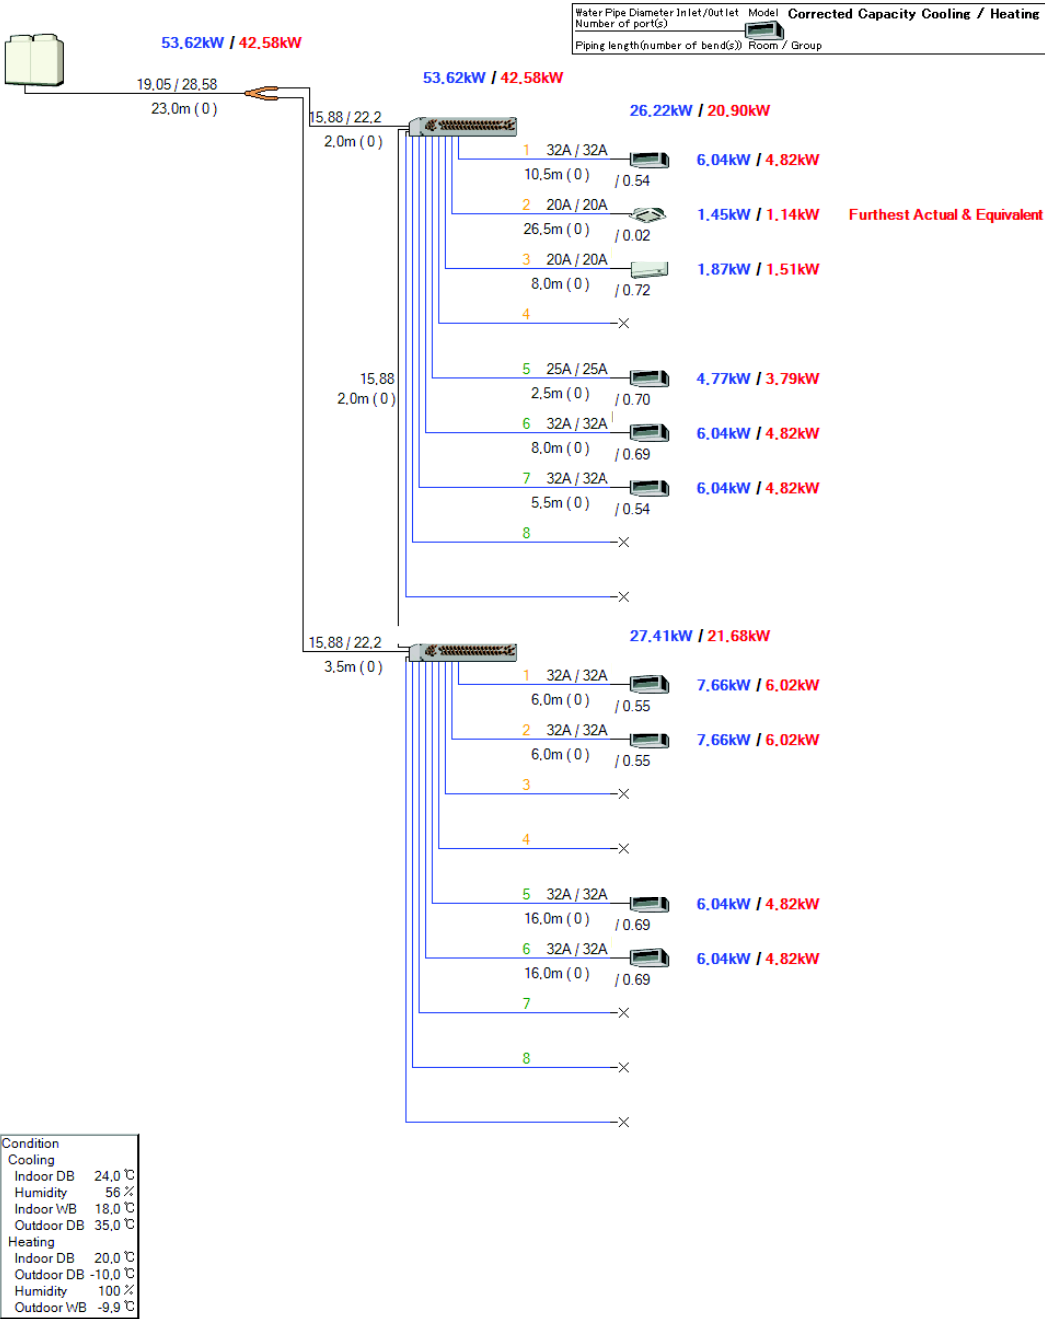 Water Pipe Diameter Inlet/Outlet Model Corrected Capacity Cooling / Heating
Number of port(s)
Piping length(number of bend(s)) Room / Group
53.62kW / 42.58kW
53.62kW / 42.58kW
19.05 / 28.58
23.0m ( 0 )
15.88 / 22.2
2.0m ( 0 )
26.22kW / 20.90kW
1 32A / 32A
10.5m ( 0 ) / 0.54
6.04kW / 4.82kW
2 20A / 20A
26.5m ( 0 ) / 0.02
1.45kW / 1.14kW Furthest Actual & Equivalent
3 20A / 20A
8.0m ( 0 ) / 0.72
1.87kW / 1.51kW
4
15.88
2.0m ( 0 )
5 25A / 25A
2.5m ( 0 ) / 0.70
4.77kW / 3.79kW
6 32A / 32A
8.0m ( 0 ) / 0.69
6.04kW / 4.82kW
7 32A / 32A
5.5m ( 0 ) / 0.54
6.04kW / 4.82kW
8
15.88 / 22.2
3.5m ( 0 )
27.41kW / 21.68kW
1 32A / 32A
6.0m ( 0 ) / 0.55
7.66kW / 6.02kW
2 32A / 32A
6.0m ( 0 ) / 0.55
7.66kW / 6.02kW
3
4
5 32A / 32A
16.0m ( 0 ) / 0.69
6.04kW / 4.82kW
6 32A / 32A
16.0m ( 0 ) / 0.69
6.04kW / 4.82kW
7
8
Condition
Cooling
Indoor DB 24.0 ℃
Humidity 56 %
Indoor WB 18.0 ℃
Outdoor DB 35.0 ℃
Heating
Indoor DB 20.0 ℃
Outdoor DB -10.0 ℃
Humidity 100 %
Outdoor WB -9.9 ℃